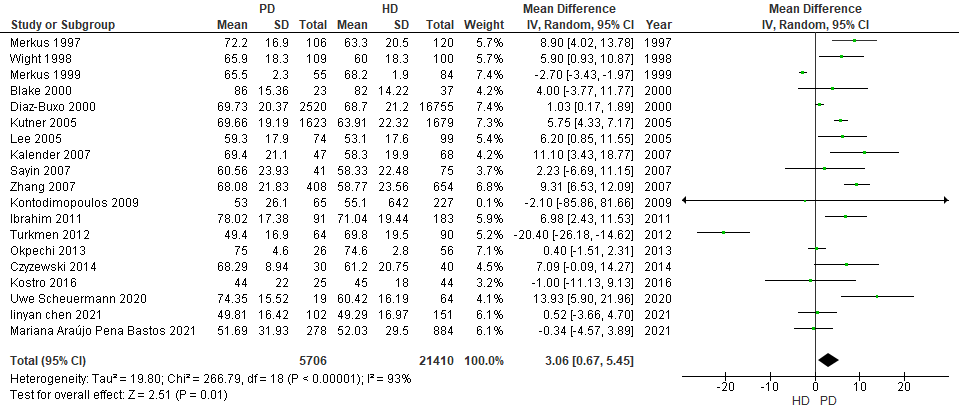 PD HD Mean Difference Mean Difference
Study or Subgroup Mean SD Total Mean SD Total Weight IV, Random, 95% CI Year IV, Random, 95% CI
Merkus 1997 72.2 16.9 106 63.3 20.5 120 5.7% 8.90 [4.02, 13.78] 1997
Wight 1998 65.9 18.3 109 60 18.3 100 5.6% 5.90 [0.93, 10.87] 1998
Merkus 1999 65.5 2.3 55 68.2 1.9 84 7.5% -2.70 [-3.43, -1.97] 1999
Blake 2000 86 15.36 23 82 14.22 37 4.2% 4.00 [-3.77, 11.77] 2000
Diaz-Buxo 2000 69.73 20.37 2520 68.7 21.2 16755 7.4% 1.03 [0.17, 1.89] 2000
Kutner 2005 69.66 19.19 1623 63.91 22.32 1679 7.4% 5.75 [4.33, 7.17] 2005
Lee 2005 59.3 17.9 74 53.1 17.6 99 5.5% 6.20 [0.85, 11.55] 2005
Kalender 2007 69.4 21.1 47 58.3 19.9 68 4.2% 11.10 [3.43, 18.77] 2007
Sayin 2007 60.56 23.93 41 58.33 22.48 75 3.7% 2.23 [-6.69, 11.15] 2007
Zhang 2007 68.08 21.83 408 58.77 23.56 654 6.9% 9.31 [6.53, 12.09] 2007
Kontodimopoulos 2009 53 26.1 65 55.1 642 227 0.1% -2.10 [-85.86, 81.66] 2009
Ibrahim 2011 78.02 17.38 91 71.04 19.44 183 5.9% 6.98 [2.43, 11.53] 2011
Turkmen 2012 49.4 16.9 64 69.8 19.5 90 5.2% -20.40 [-26.18, -14.62] 2012
Okpechi 2013 75 4.6 26 74.6 2.8 56 7.2% 0.40 [-1.51, 2.31] 2013
Czyzewski 2014 68.29 8.94 30 61.2 20.75 40 4.5% 7.09 [-0.09, 14.27] 2014
Kostro 2016 44 22 25 45 18 44 3.2% -1.00 [-11.13, 9.13] 2016
Uwe Scheuermann 2020 74.35 15.52 19 60.42 16.19 64 4.1% 13.93 [5.90, 21.96] 2020
linyan chen 2021 49.81 16.42 102 49.29 16.97 151 6.1% 0.52 [-3.66, 4.70] 2021
Mariana Araújo Pena Bastos 2021 51.69 31.93 278 52.03 29.5 884 6.1% -0.34 [-4.57, 3.89] 2021
Total (95% CI) 5706 21410 100.0% 3.06 [0.67, 5.45]
Heterogeneity: Tau² = 19.80; Chi² = 266.79, df = 18 (P < 0.00001); I² = 93%
Test for overall effect: Z = 2.51 (P = 0.01)
-20 -10 0 10 20
HD PD